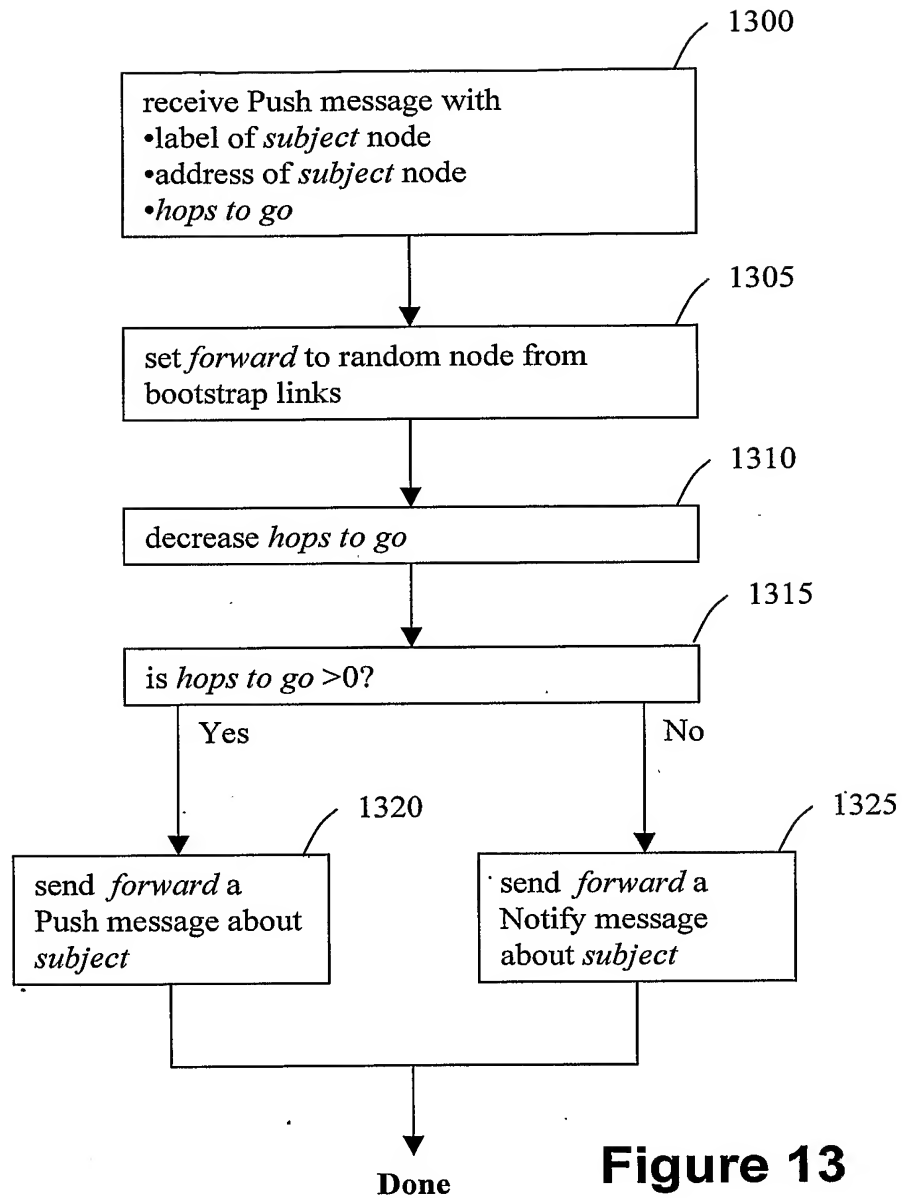 1300
receive Push message with
•label of subject node
•address of subject node
•hops to go
1305
set forward to random node from
bootstrap links
1310
decrease hops to go
1315
is hops to go >0?
Yes
No
1320
1325
send forward a
Push message about
subject
send forward a
Notify message
about subject
Done
Figure 13